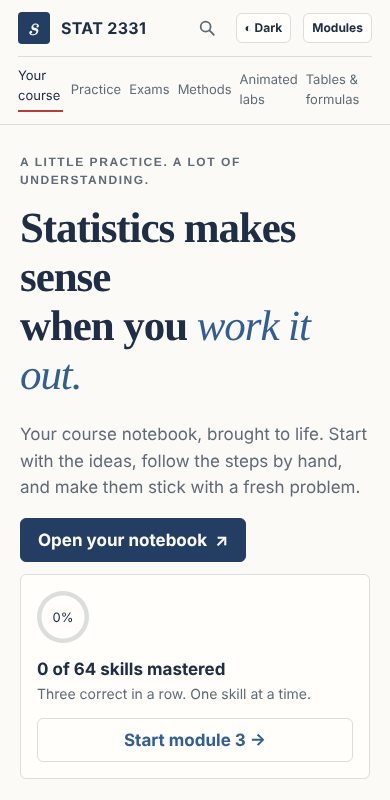 s STAT 2331 Dark Modules
Your course Practice Exams Methods Animated labs Tables & formulas
A LITTLE PRACTICE. A LOT OF
UNDERSTANDING.
Statistics makes
sense
when you work it
out.
Your course notebook, brought to life. Start
with the ideas, follow the steps by hand,
and make them stick with a fresh problem.
Open your notebook ↗
0%
0 of 64 skills mastered
Three correct in a row. One skill at a time.
Start module 3 →